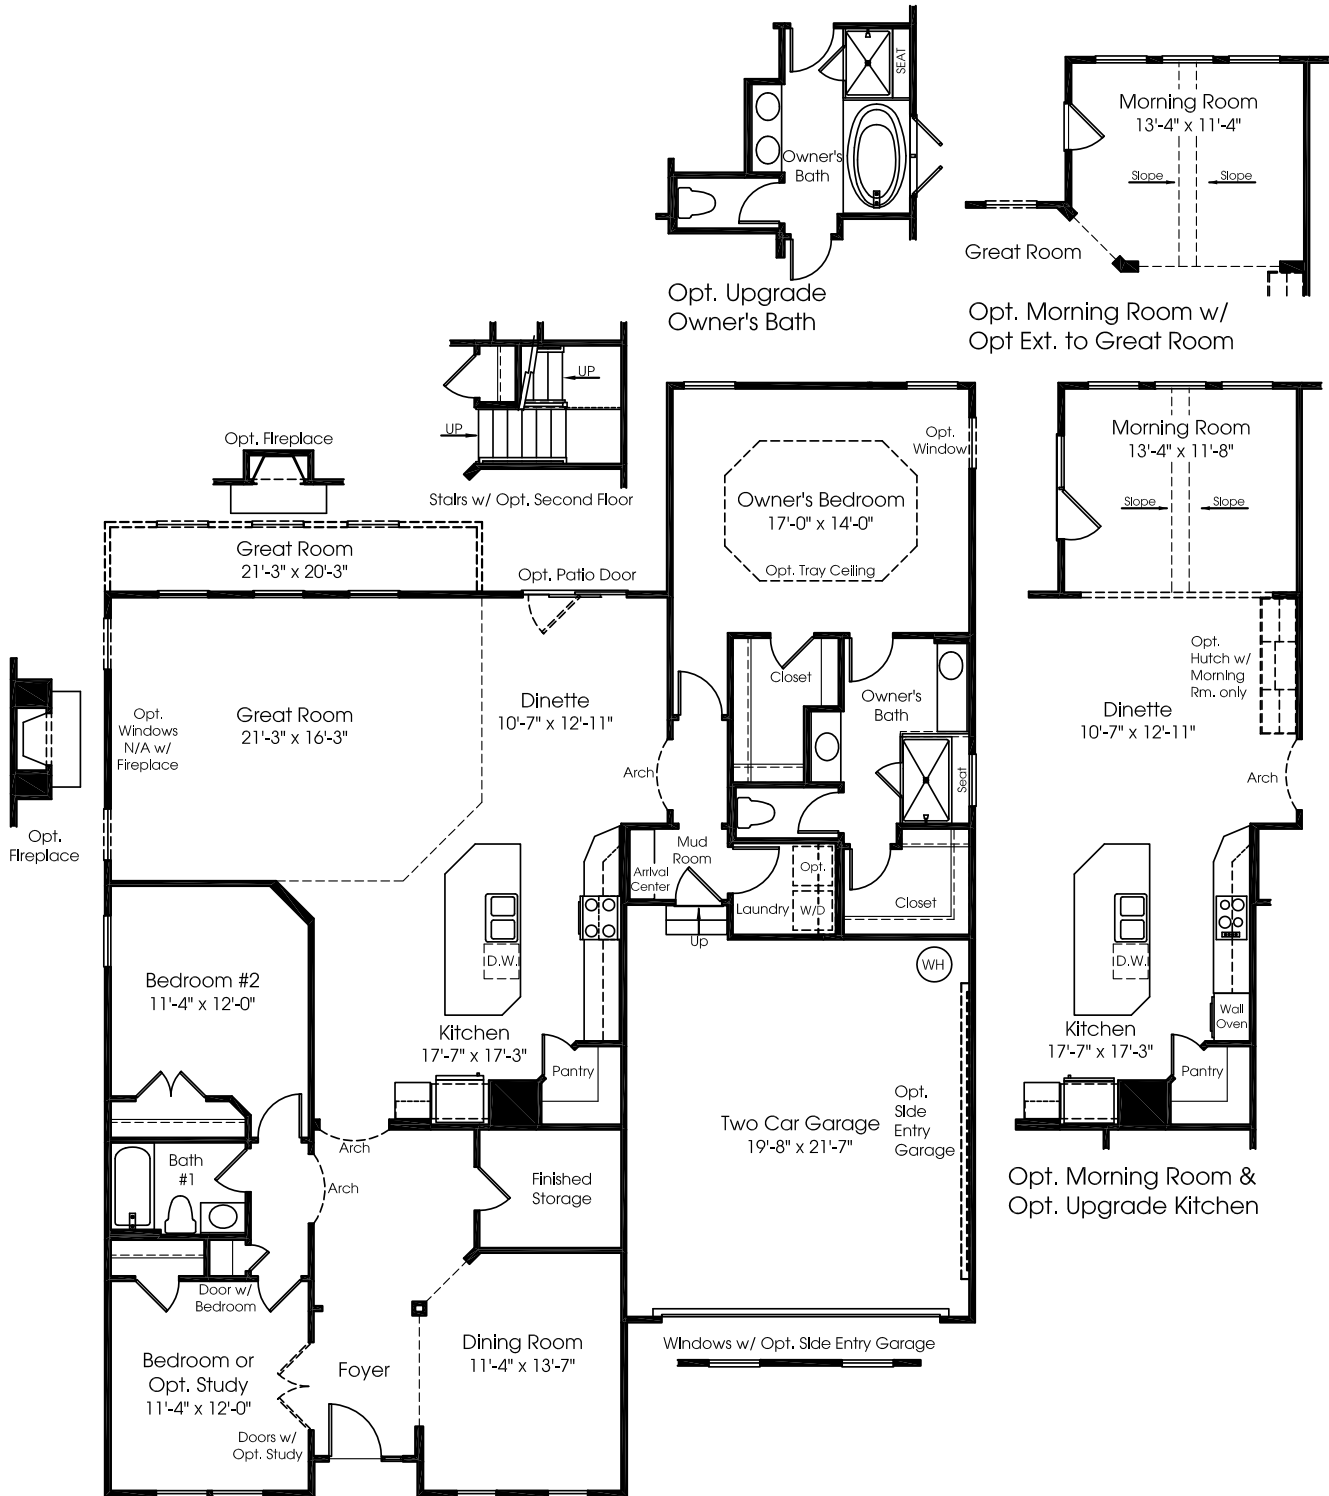 SEAT
Owner's
Bath
Opt. Upgrade
Owner's Bath
Morning Room
13'-4" x 11'-4"
Slope
Slope
Great Room
Opt. Morning Room w/
Opt Ext. to Great Room
UP
UP
Stairs w/ Opt. Second Floor
Opt. Fireplace
Great Room
21'-3" x 20'-3"
Opt. Patio Door
Opt.
Window
Owner's Bedroom
17'-0" x 14'-0"
Opt. Tray Ceiling
Morning Room
13'-4" x 11'-8"
Slope
Slope
Opt.
Hutch w/
Morning
Rm. only
Dinette
10'-7" x 12'-11"
Arch
Great Room
21'-3" x 16'-3"
Opt.
Windows
N/A w/
Fireplace
Opt.
Fireplace
Dinette
10'-7" x 12'-11"
Arch
Closet
Owner's
Bath
Seat
Mud
Room
Arrival
Center
Laundry
Opt.
W/D
Closet
Up
WH
D.W.
Kitchen
17'-7" x 17'-3"
Pantry
Bedroom #2
11'-4" x 12'-0"
Two Car Garage
19'-8" x 21'-7"
Opt.
Side
Entry
Garage
D.W.
Wall
Oven
Kitchen
17'-7" x 17'-3"
Pantry
Opt. Morning Room &
Opt. Upgrade Kitchen
Arch
Arch
Bath
#1
Finished
Storage
Door w/
Bedroom
Bedroom or
Opt. Study
11'-4" x 12'-0"
Doors w/
Opt. Study
Foyer
Dining Room
11'-4" x 13'-7"
Windows w/ Opt. Side Entry Garage